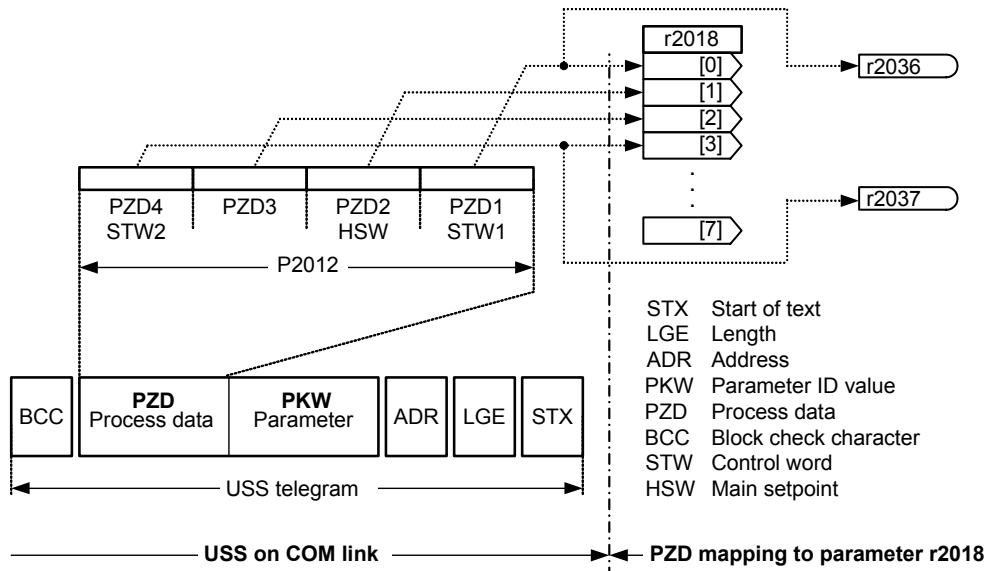 r2018
[0]
r2036
[1]
[2]
[3]
PZD4 PZD3 PZD2 PZD1
STW2 HSW STW1
r2037
[7]
P2012
STX Start of text
LGE Length
ADR Address
PKW Parameter ID value
PZD Process data
BCC Block check character
STW Control word
HSW Main setpoint
BCC
PZD
Process data
PKW
Parameter
ADR
LGE
STX
USS telegram
USS on COM link
PZD mapping to parameter r2018